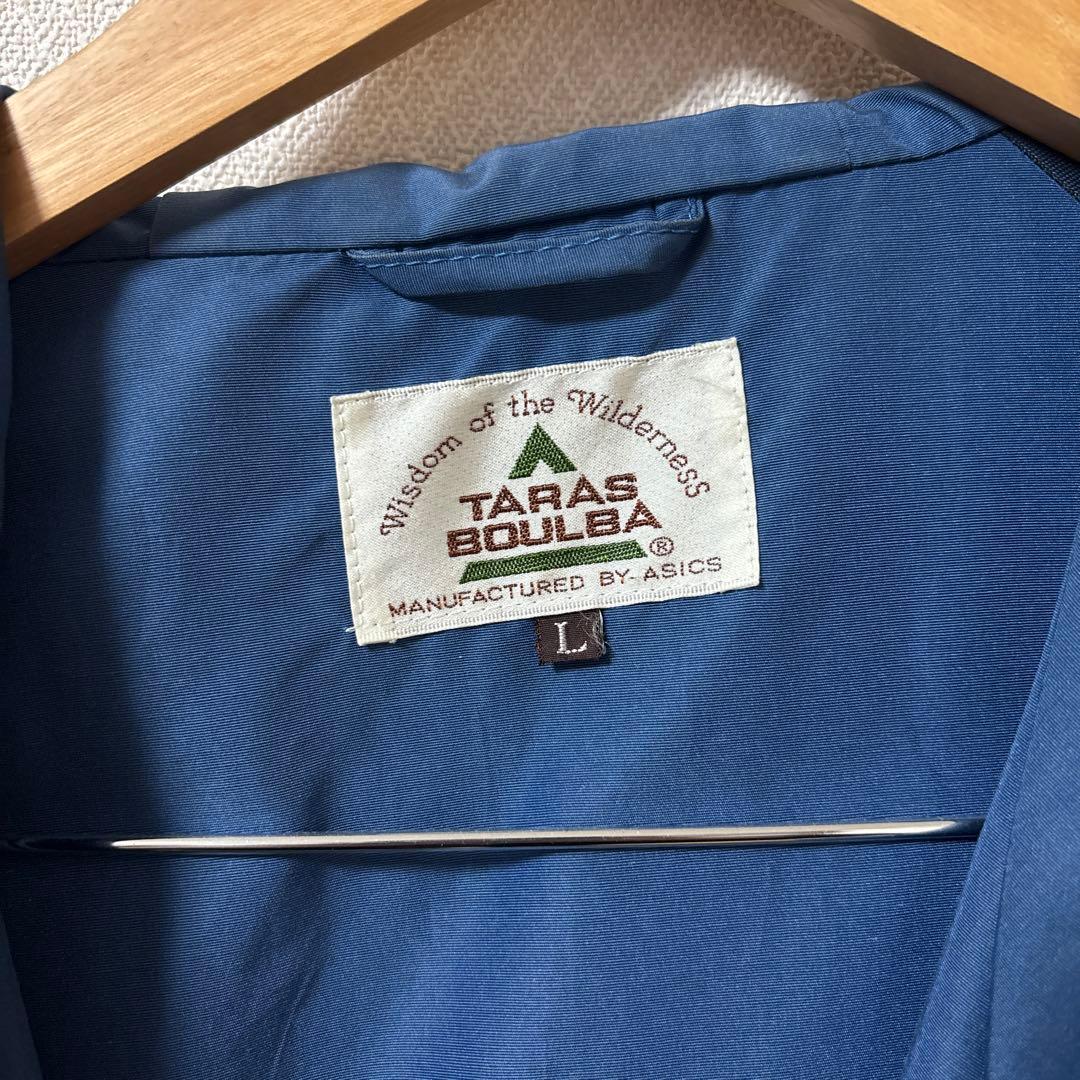 Wisdom of the Wilderness
TARAS
BOULBA
®
MANUFACTURED BY ASICS
L